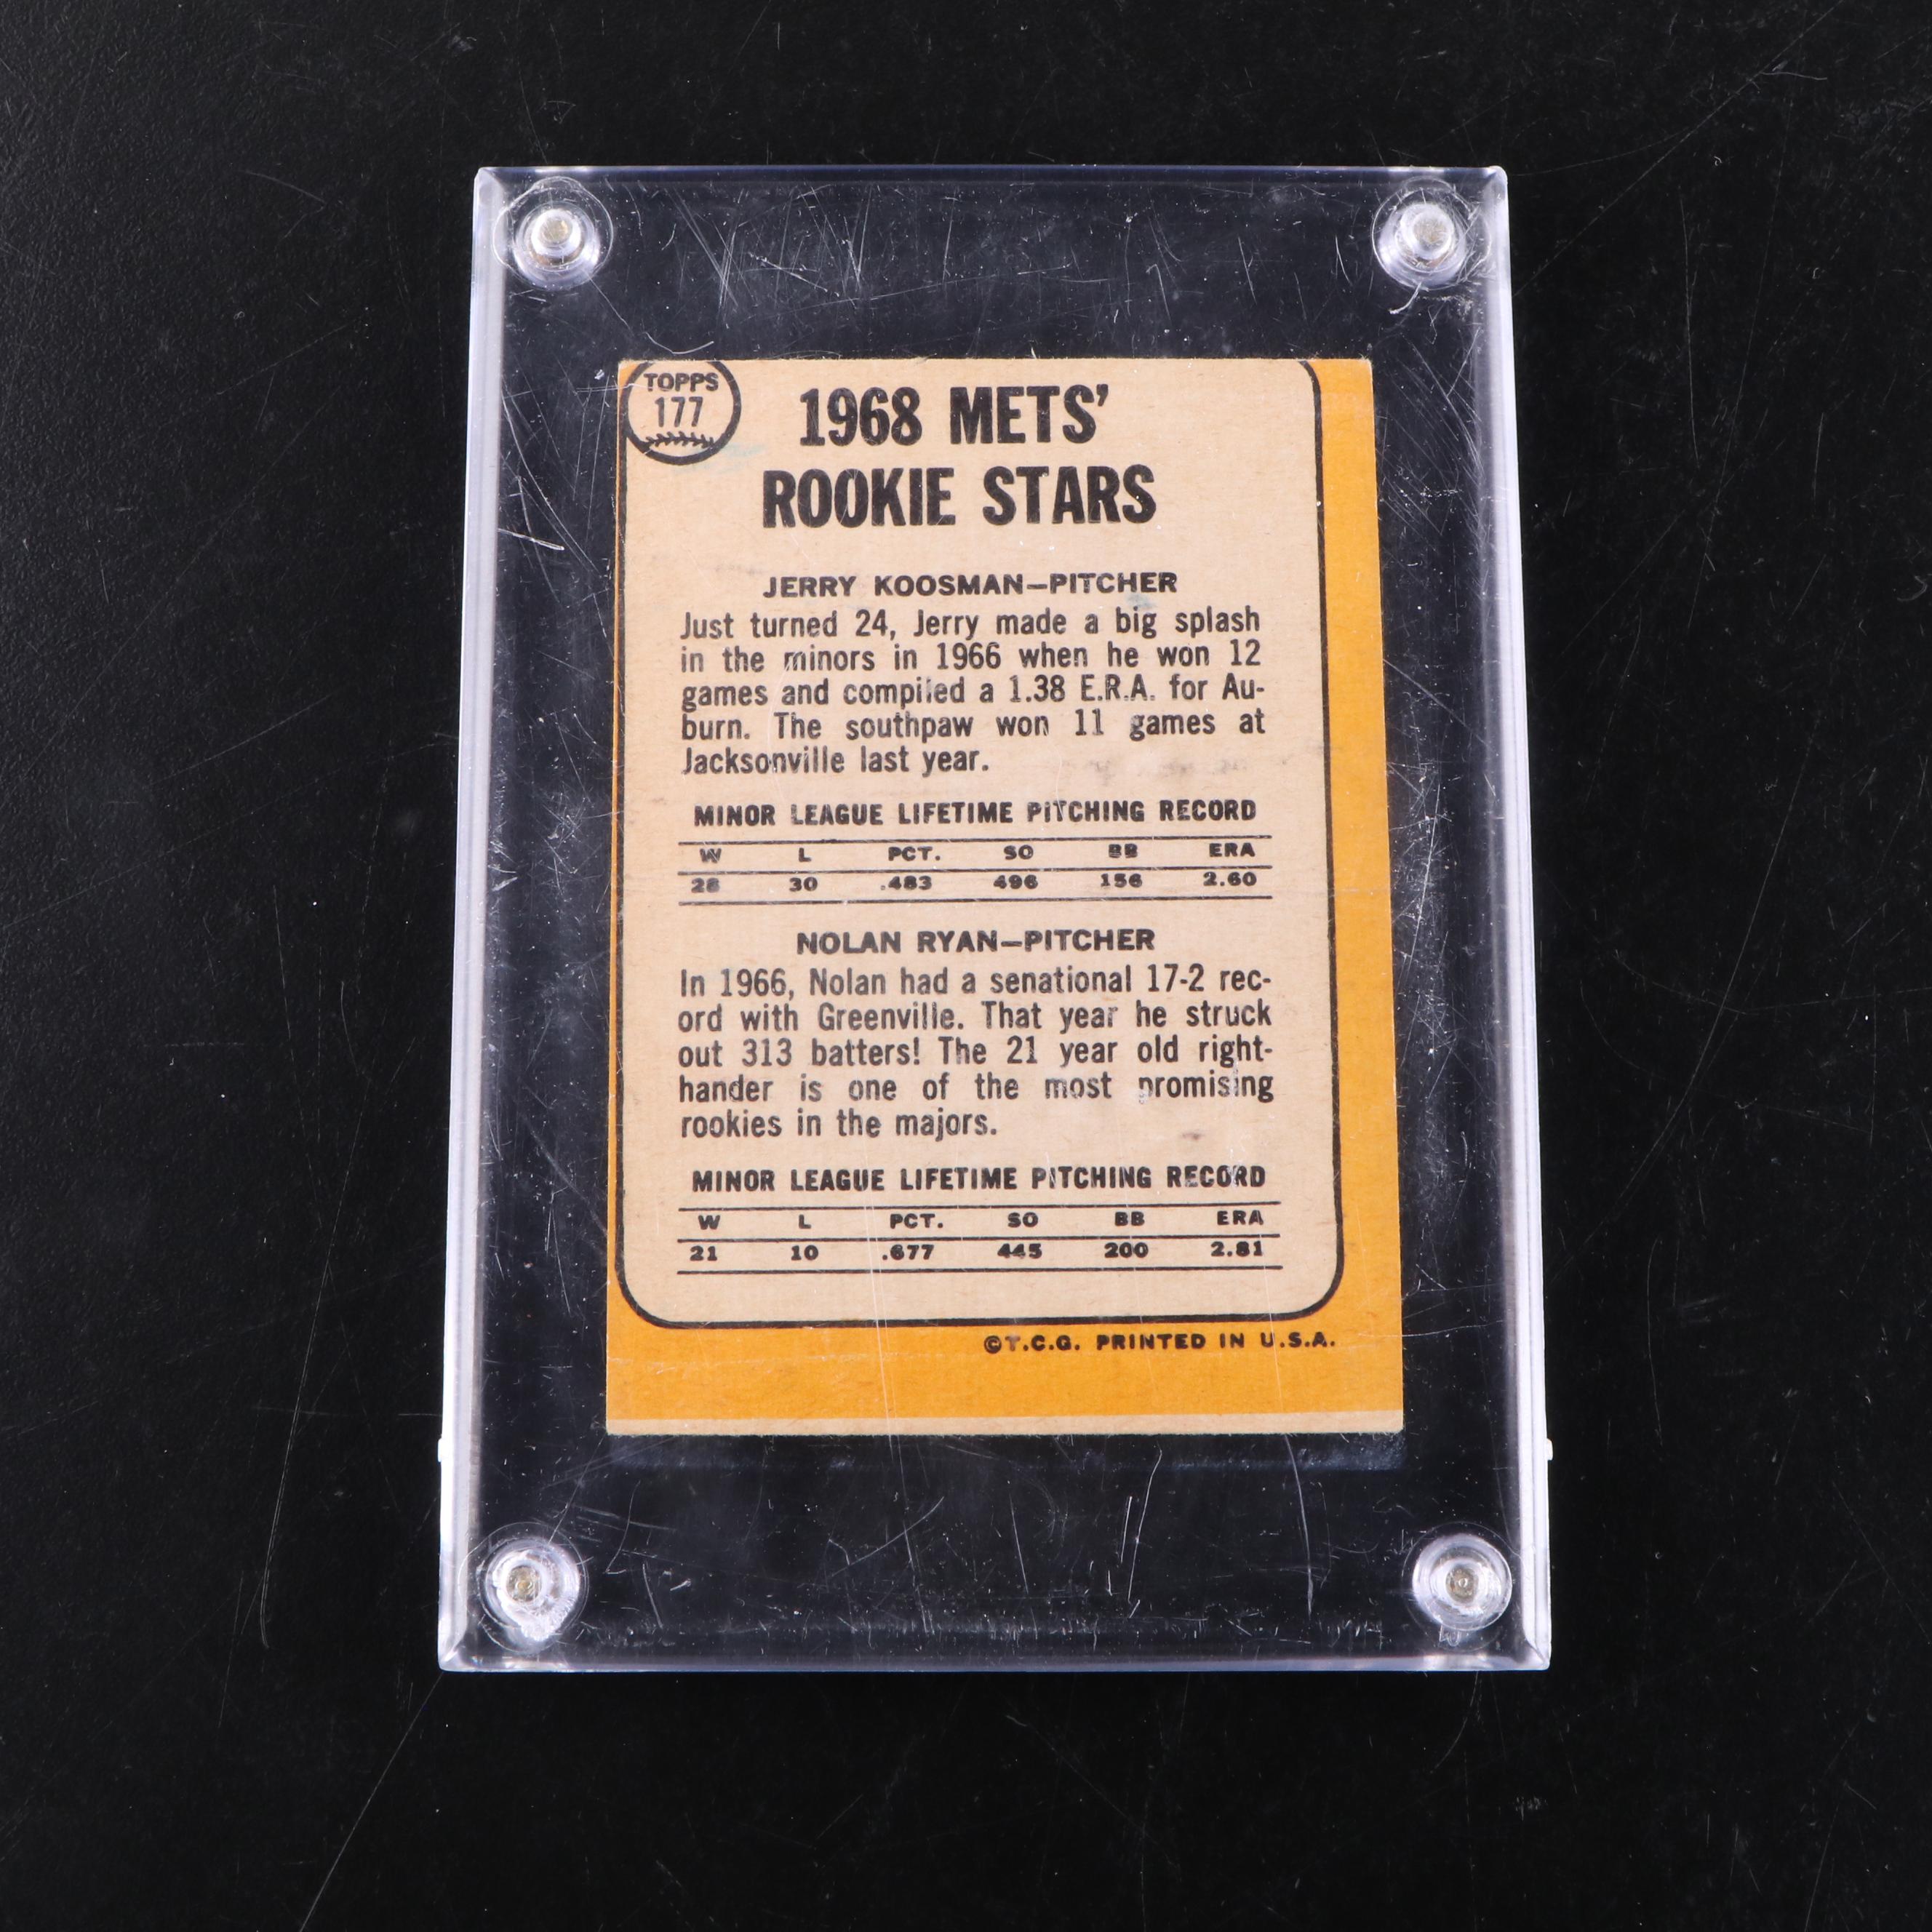 TOPPS
177
1968 METS'
ROOKIE STARS
JERRY KOOSMAN—PITCHER
Just turned 24, Jerry made a big splash
in the minors in 1966 when he won 12
games and compiled a 1.38 E.R.A. for Au-
burn. The southpaw won 11 games at
Jacksonville last year.
MINOR LEAGUE LIFETIME PITCHING RECORD
W L PCT. SO BB ERA
28 30 .483 496 156 2.60
NOLAN RYAN—PITCHER
In 1966, Nolan had a senational 17-2 rec-
ord with Greenville. That year he struck
out 313 batters! The 21 year old right-
hander is one of the most promising
rookies in the majors.
MINOR LEAGUE LIFETIME PITCHING RECORD
W L PCT. SO BB ERA
21 10 .677 445 200 2.81
©T.C.G. PRINTED IN U.S.A.